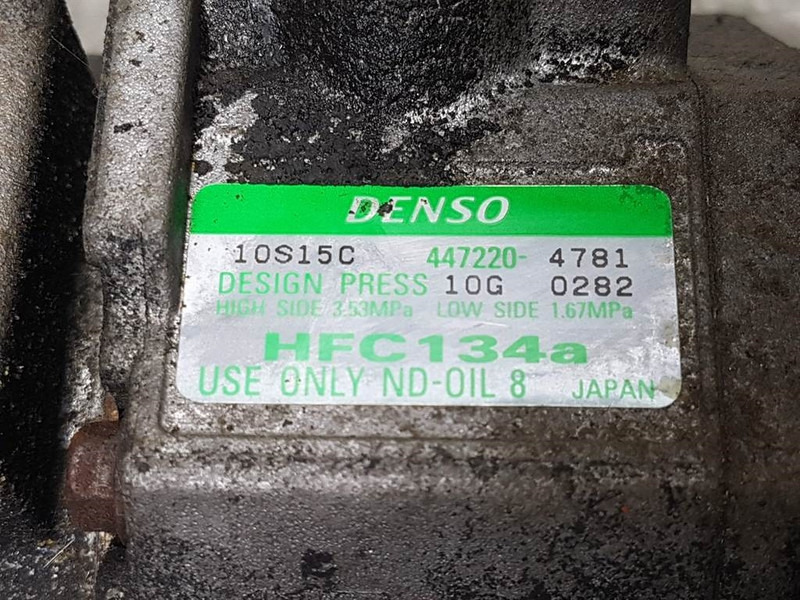 DENSO
10S15C 447220- 4781
DESIGN PRESS 10G 0282
HIGH SIDE 3.53MPa LOW SIDE 1.67MPa
HFC134a
USE ONLY ND-OIL 8 JAPAN